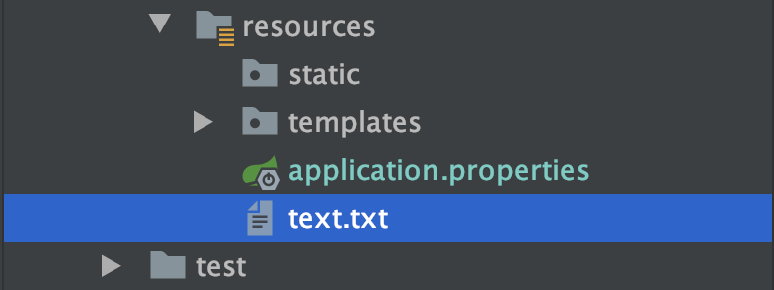 resources
static
templates
application.properties
text.txt
test